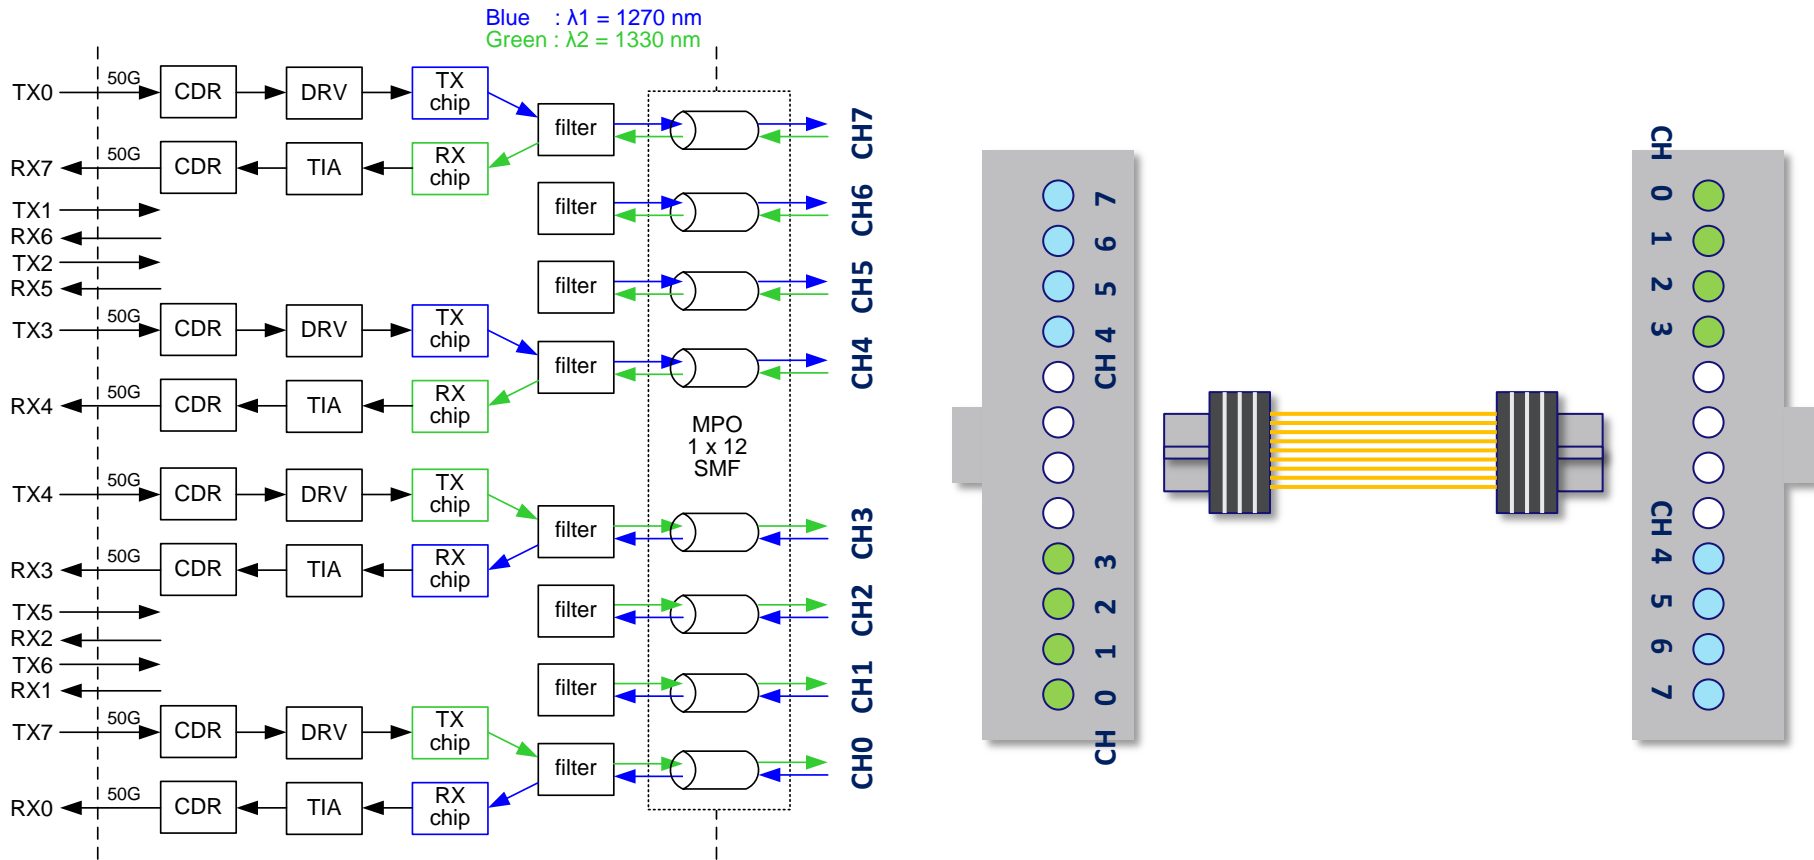 Blue : λ1 = 1270 nm
Green : λ2 = 1330 nm
TX0 50G CDR DRV TX chip
filter CH7
RX7 50G CDR TIA RX chip
TX1
filter CH6
RX6
TX2
RX5
filter CH5
TX3 50G CDR DRV TX chip
filter CH4
RX4 50G CDR TIA RX chip
MPO
1 x 12
SMF
TX4 50G CDR DRV TX chip
filter CH3
RX3 50G CDR TIA RX chip
TX5
filter CH2
RX2
TX6
RX1
filter CH1
TX7 50G CDR DRV TX chip
filter CH0
RX0 50G CDR TIA RX chip
7
6
5
CH 4
3
2
1
CH 0
CH 0
1
2
3
CH 4
5
6
7